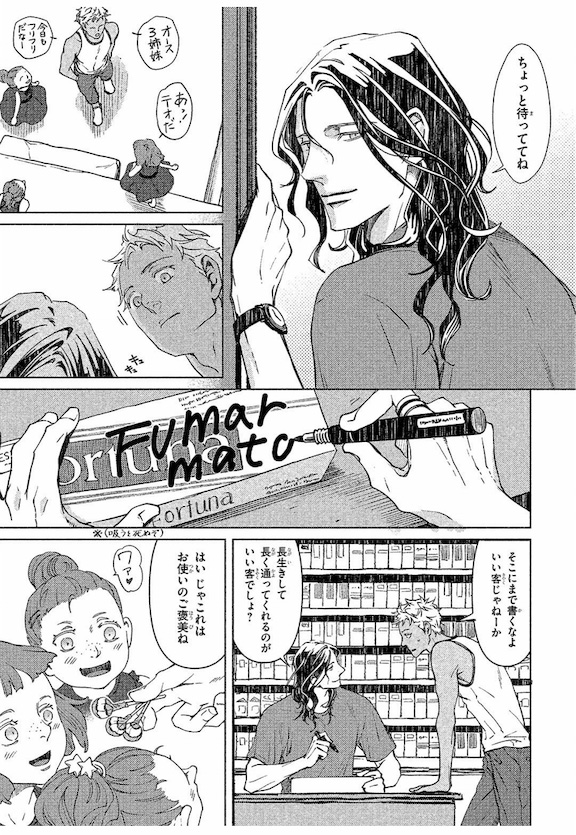 ちょっと待っててね
オース
3姉妹
今日も
フリフリ
だなー
あっ!
テオだ
Fumar
mata
ortuna
Fortuna
※(吸うと死ぬぞ)
そこにまで書くなよ
いい客じゃねーか
長生きして
長く通ってくれるのが
いい客でしょ?
はい じゃこれは
お使いのご褒美ね
ワァ♥